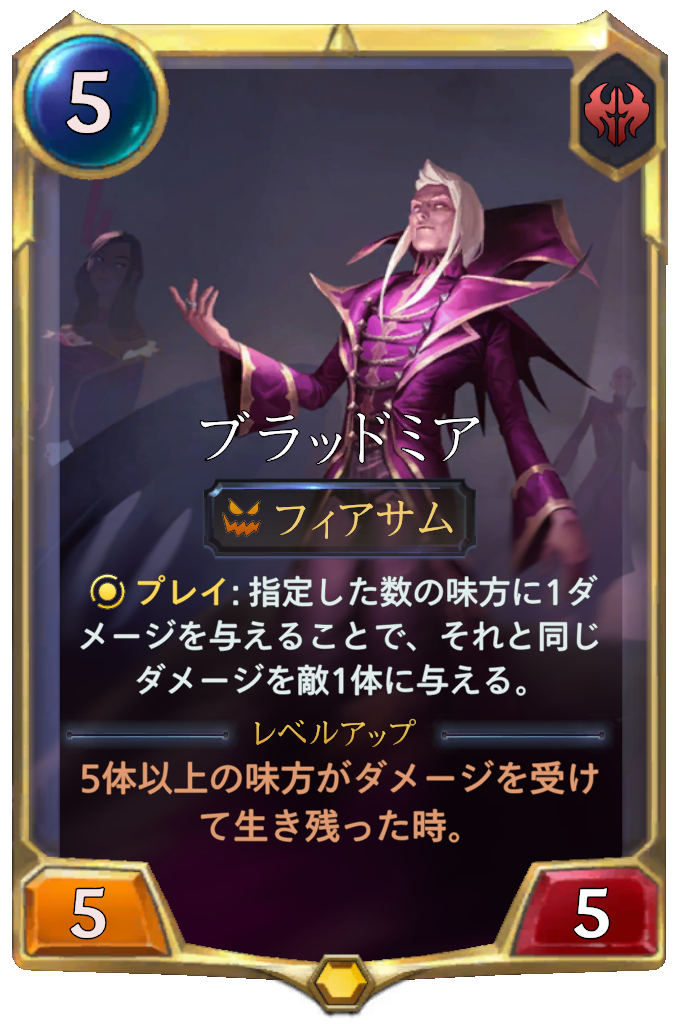 5
ブラッドミア
フィアサム
プレイ: 指定した数の味方に1ダ
メージを与えることで、それと同じ
ダメージを敵1体に与える。
レベルアップ
5体以上の味方がダメージを受け
て生き残った時。
5
5